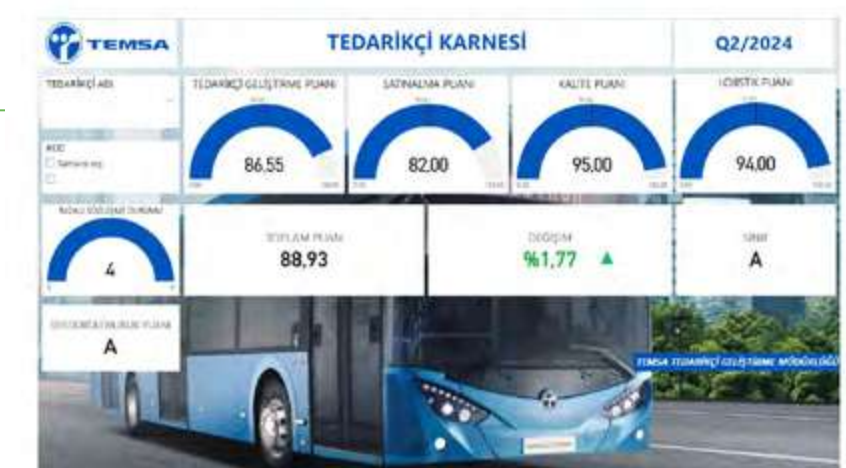 TEMSA
TEDARİKÇİ KARNESİ
Q2/2024
TEDARİKÇİ ADI
TEDARİKÇİ GELİŞTİRME PUANI
SATINALMA PUANI
KALİTE PUANI
LOJİSTİK PUANI
KOD
86,55
82,00
95,00
94,00
4
TOPLAM PUAN
88,93
DEĞİŞİM
%1,77 ▲
SINIF
A
A
TEMSA TEDARİKÇİ GELİŞTİRME MÜDÜRLÜĞÜ